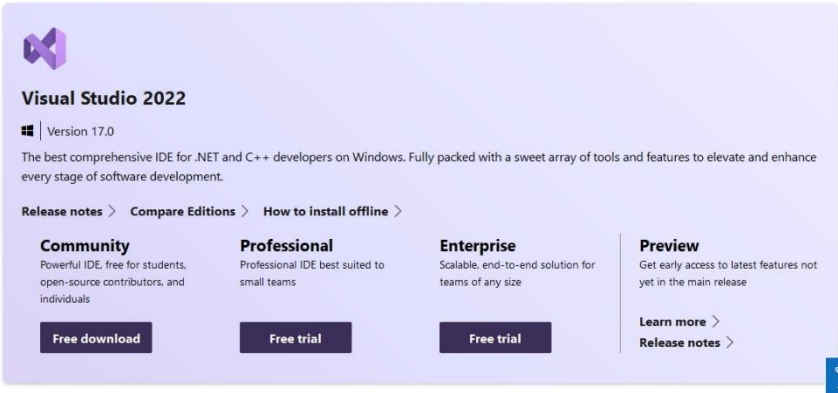 Visual Studio 2022
Version 17.0
The best comprehensive IDE for .NET and C++ developers on Windows. Fully packed with a sweet array of tools and features to elevate and enhance
every stage of software development.
Release notes > Compare Editions > How to install offline >
Community
Powerful IDE, free for students,
open-source contributors, and
individuals
Free download
Professional
Professional IDE best suited to
small teams
Free trial
Enterprise
Scalable, end-to-end solution for
teams of any size
Free trial
Preview
Get early access to latest features not
yet in the main release
Learn more >
Release notes >